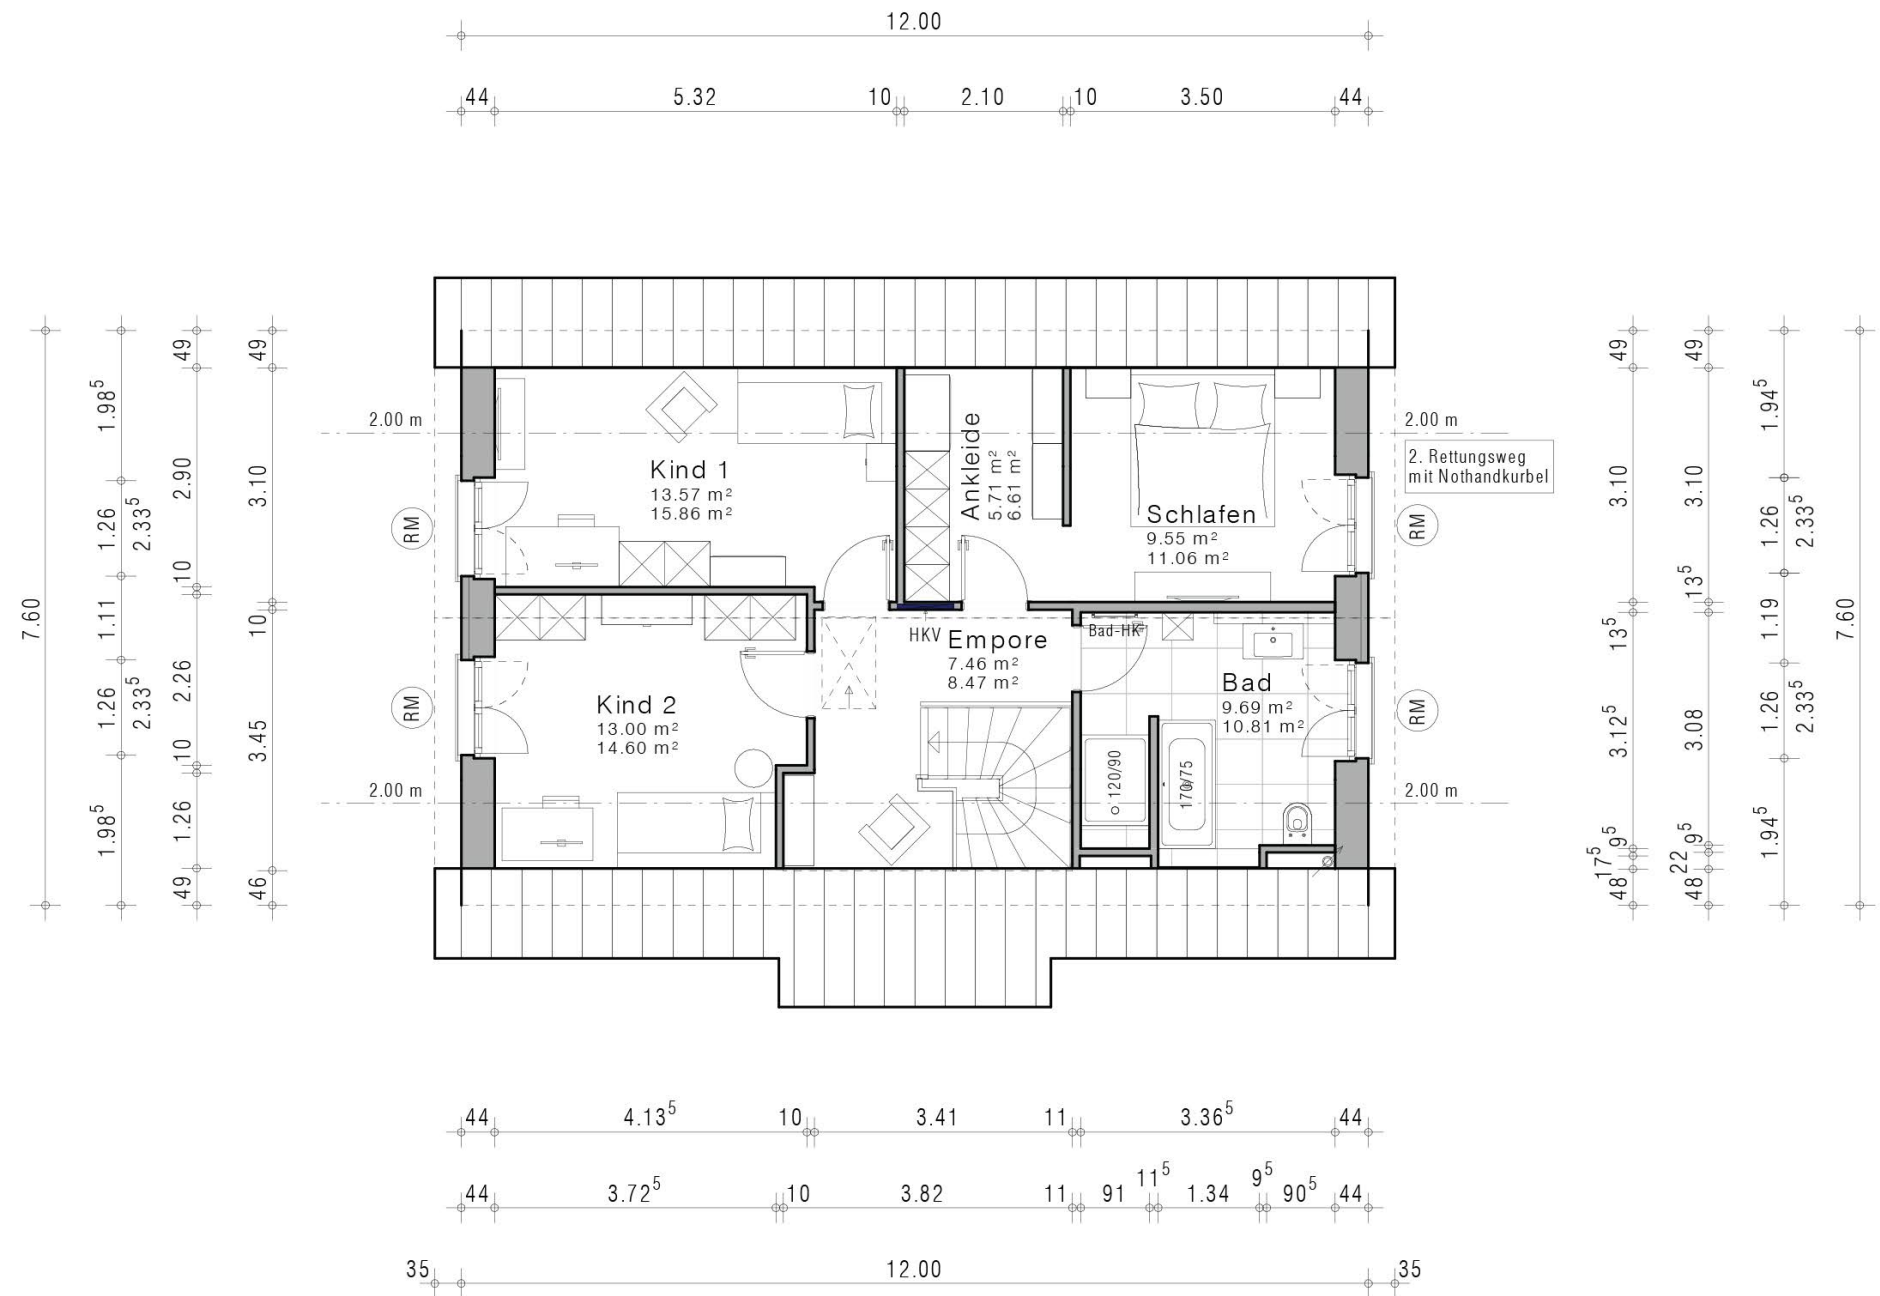 12.00
44 5.32 10 2.10 10 3.50 44
7.60
1.98⁵ 1.26 2.33⁵ 1.11 1.26 2.33⁵ 1.98⁵
49 2.90 10 2.26 10 1.26 49
49 3.10 10 3.45 46
2.00 m
2.00 m
2. Rettungsweg
mit Nothandkurbel
Kind 1
13.57 m²
15.86 m²
Ankleide
5.71 m²
6.61 m²
Schlafen
9.55 m²
11.06 m²
RM
RM
HKV
Empore
7.46 m²
8.47 m²
Bad-HK
Bad
9.69 m²
10.81 m²
Kind 2
13.00 m²
14.60 m²
RM
RM
120/90
170/75
2.00 m
2.00 m
49 3.10 13⁵ 3.12⁵ 9⁵ 17⁵ 48
49 3.10 13⁵ 3.08 9⁵ 22 48
1.94⁵ 1.26 2.33⁵ 1.19 1.26 2.33⁵ 1.94⁵
7.60
44 4.13⁵ 10 3.41 11 3.36⁵ 44
44 3.72⁵ 10 3.82 11 91 11⁵ 1.34 9⁵ 90⁵ 44
35 12.00 35